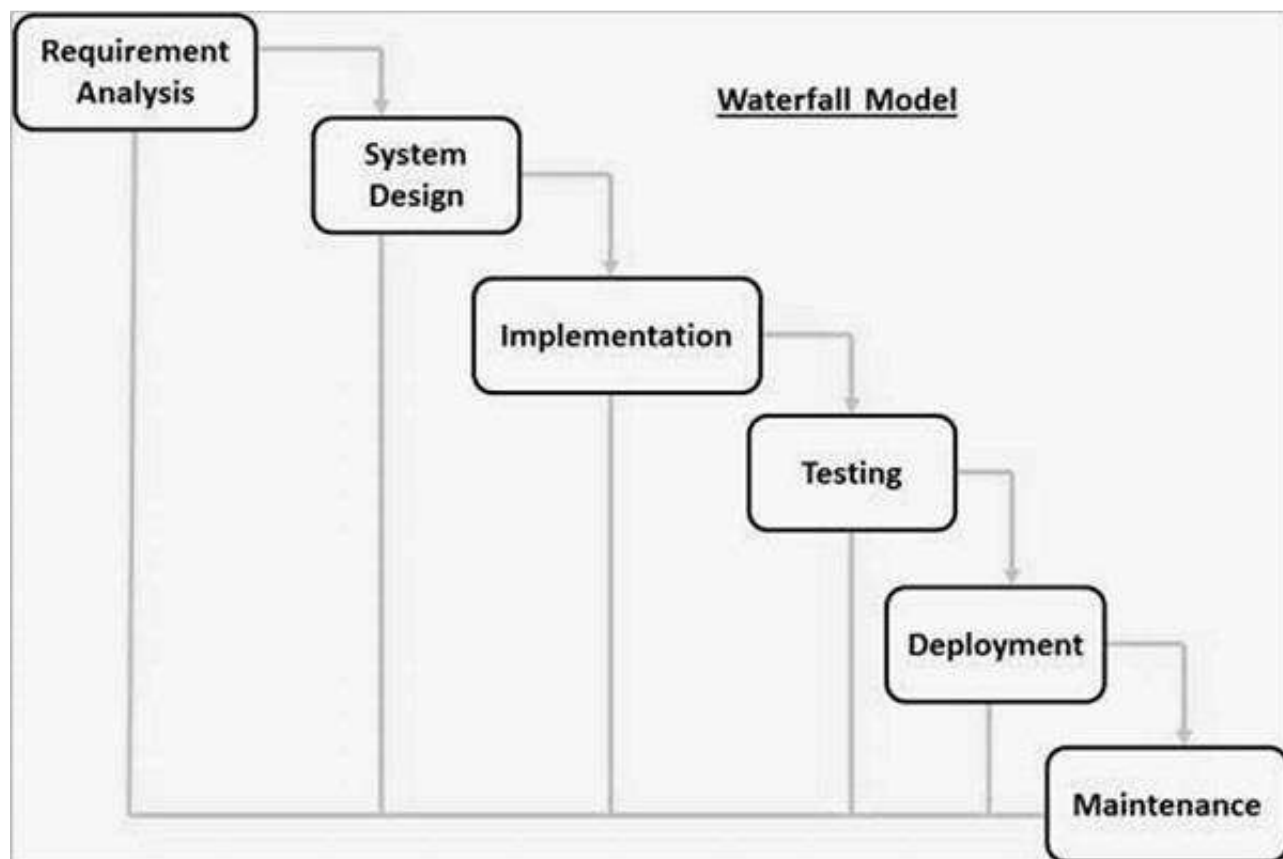 Requirement
Analysis
Waterfall Model
System
Design
Implementation
Testing
Deployment
Maintenance